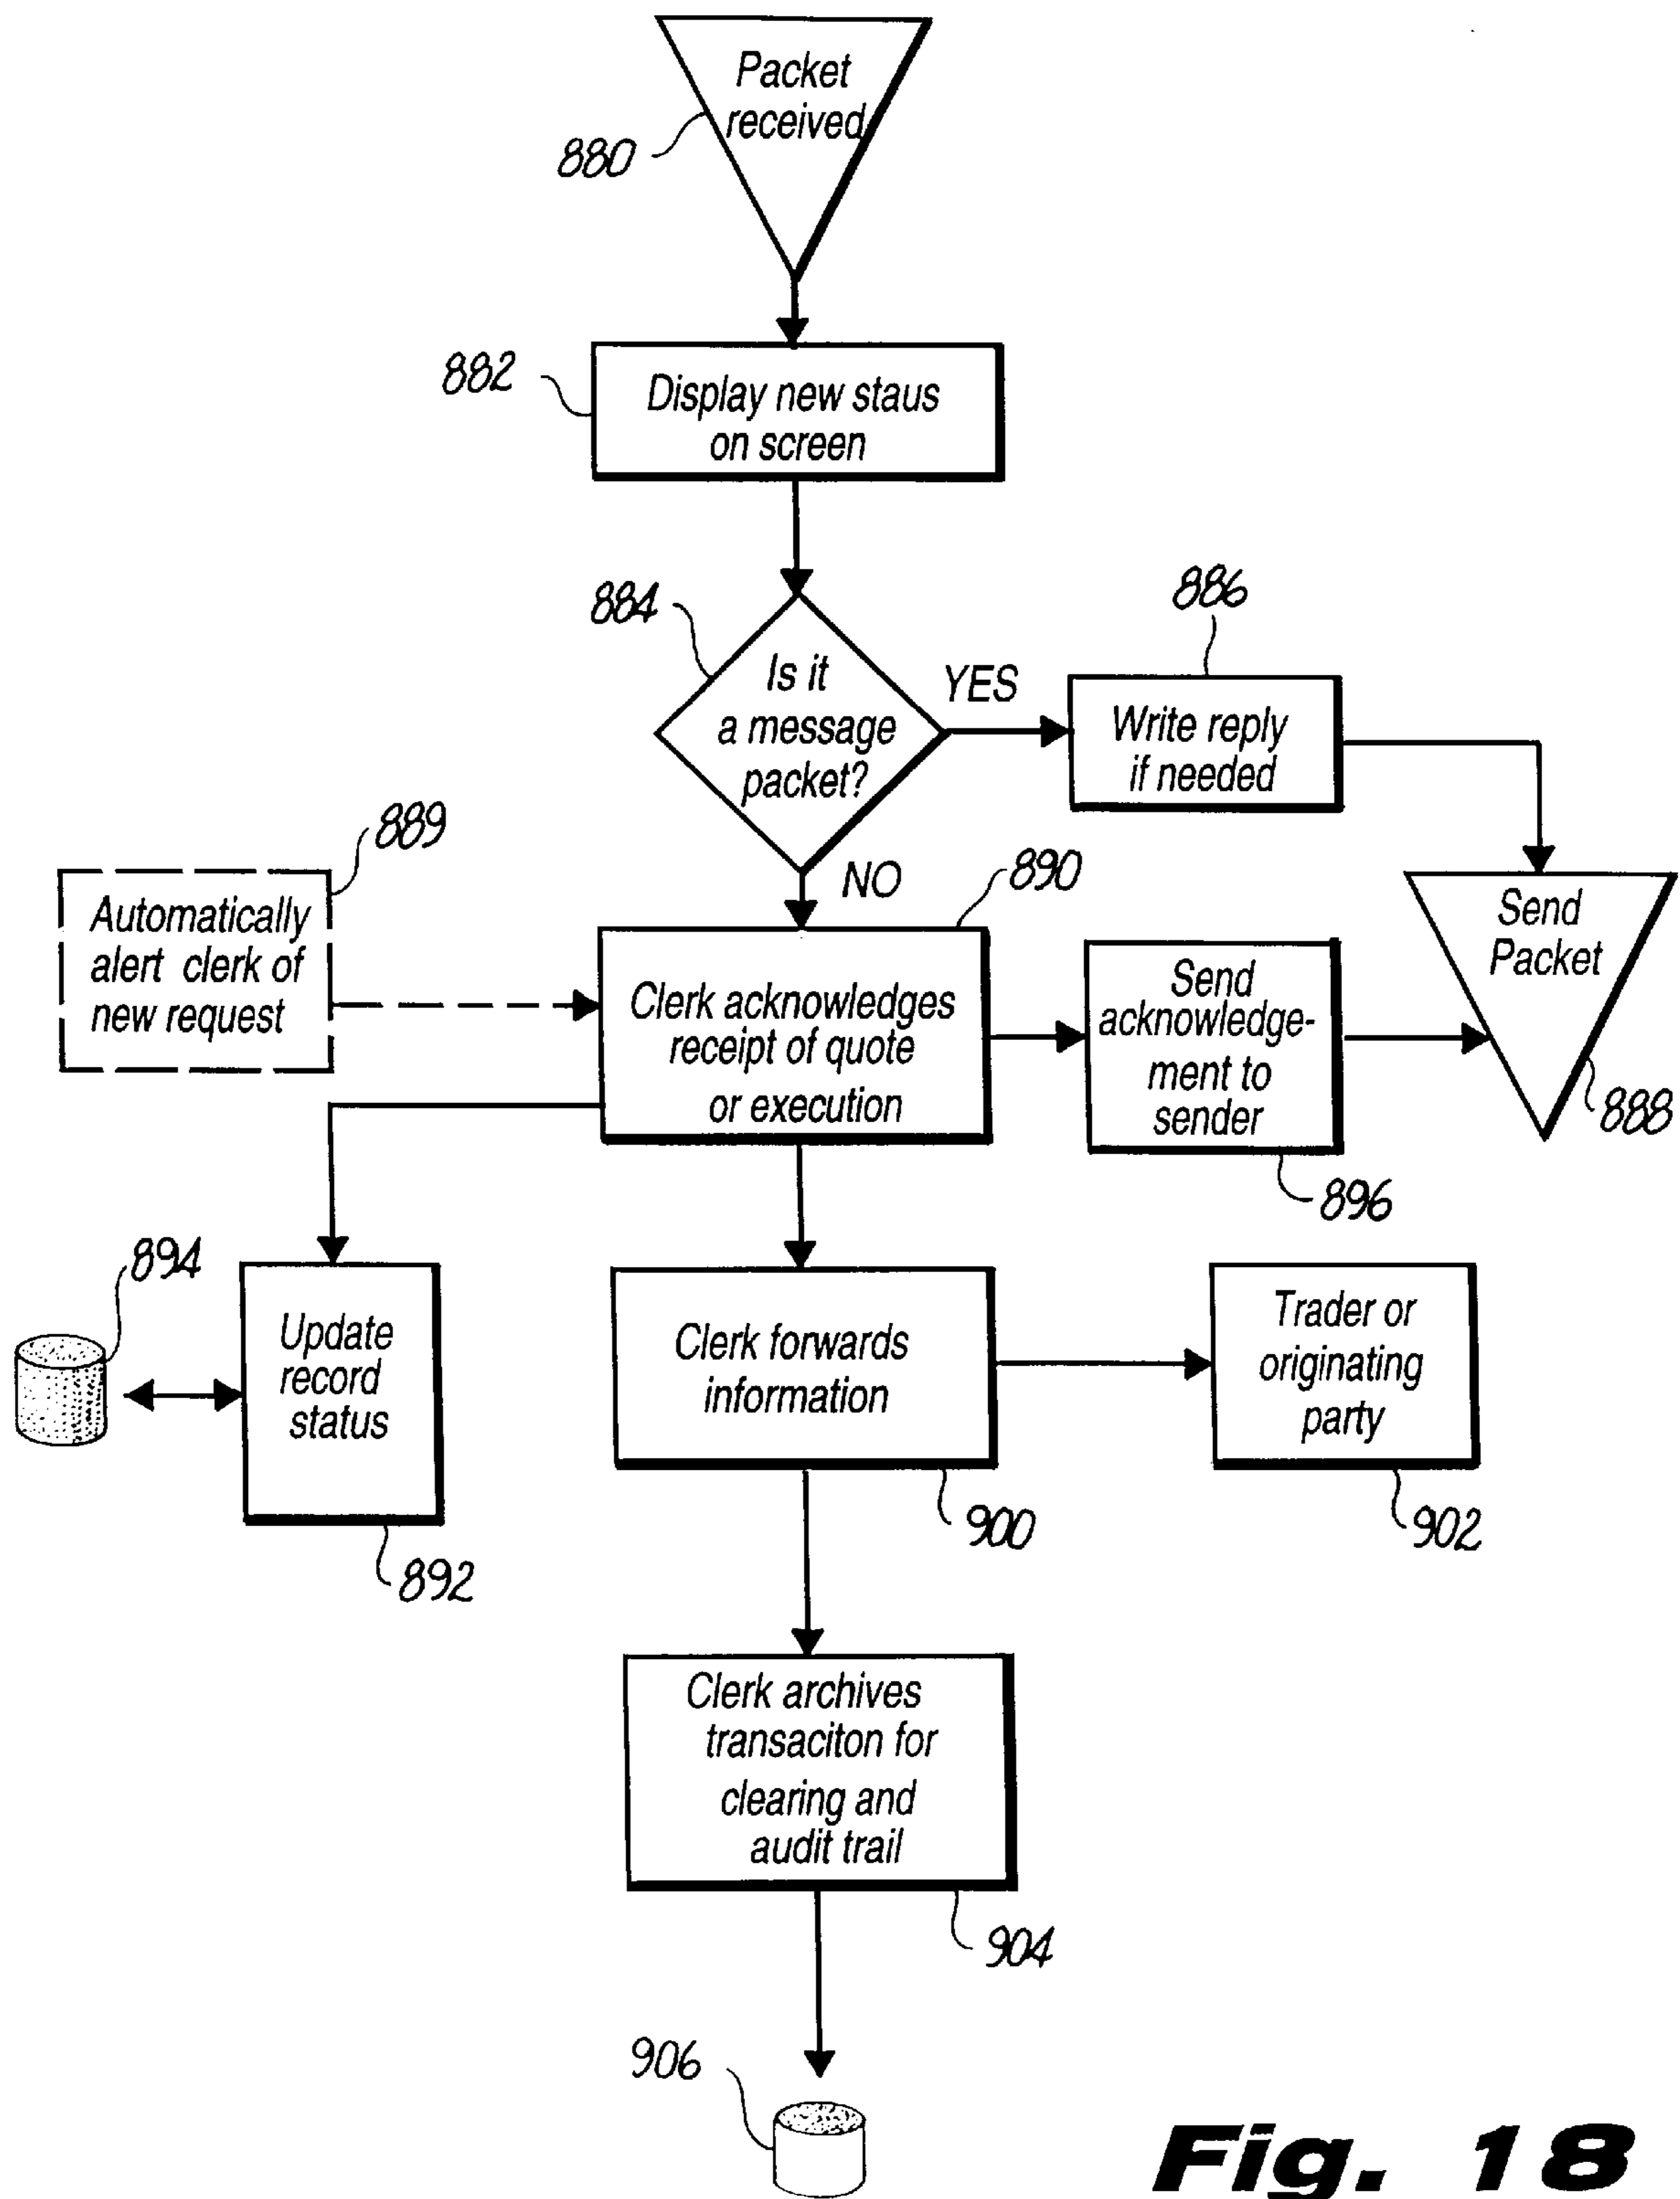 Packet
received
880
882
Display new staus
on screen
884
Is it
a message
packet?
YES
886
Write reply
if needed
NO
889
Automatically
alert clerk of
new request
890
Clerk acknowledges
receipt of quote
or execution
Send
acknowledge-
ment to
sender
896
Send
Packet
888
894
Update
record
status
892
Clerk forwards
information
900
Trader or
originating
party
902
Clerk archives
transaciton for
clearing and
audit trail
904
906
Fig. 18